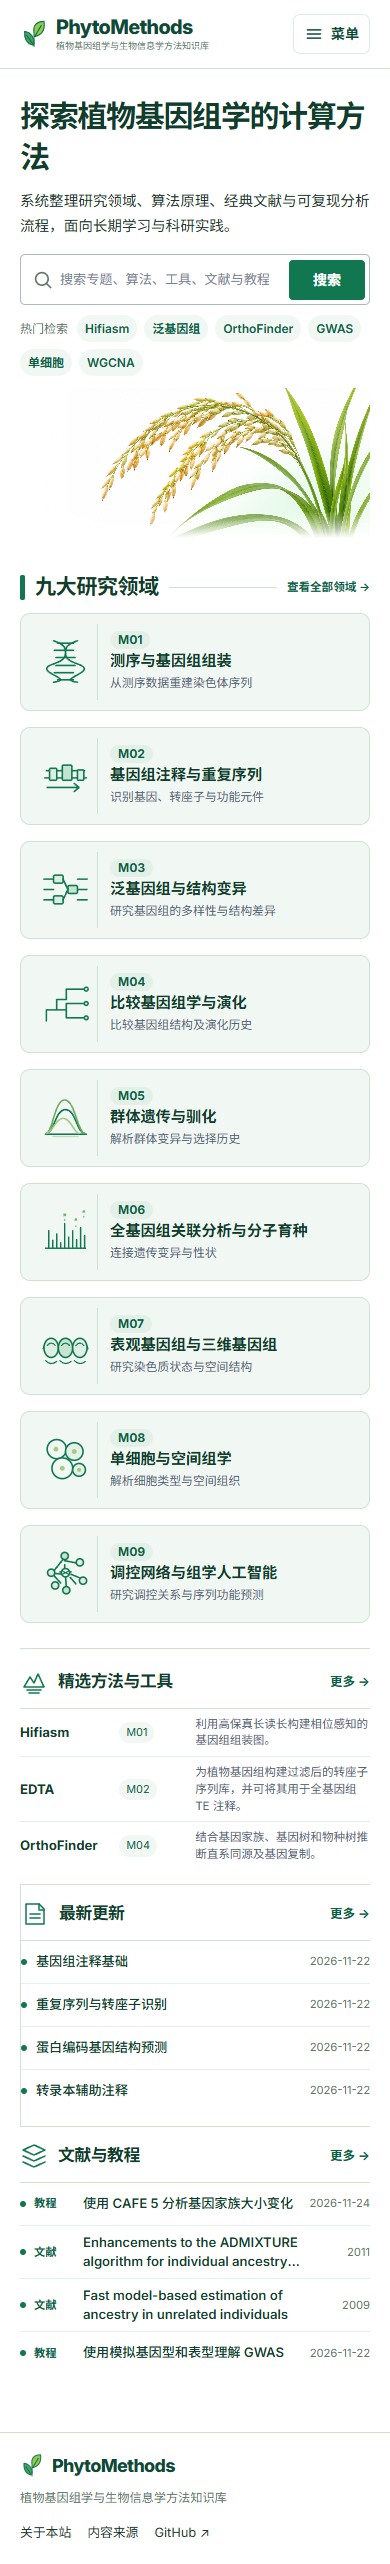 PhytoMethods
植物基因组学与生物信息学方法知识库
菜单
探索植物基因组学的计算方
法
系统整理研究领域、算法原理、经典文献与可复现分析
流程，面向长期学习与科研实践。
搜索专题、算法、工具、文献与教程
搜索
热门检索 Hifiasm 泛基因组 OrthoFinder GWAS
单细胞 WGCNA
九大研究领域
查看全部领域 →
M01
测序与基因组组装
从测序数据重建染色体序列
M02
基因组注释与重复序列
识别基因、转座子与功能元件
M03
泛基因组与结构变异
研究基因组的多样性与结构差异
M04
比较基因组学与演化
比较基因组结构及演化历史
M05
群体遗传与驯化
解析群体变异与选择历史
M06
全基因组关联分析与分子育种
连接遗传变异与性状
M07
表观基因组与三维基因组
研究染色质状态与空间结构
M08
单细胞与空间组学
解析细胞类型与空间组织
M09
调控网络与组学人工智能
研究调控关系与序列功能预测
精选方法与工具
更多 →
Hifiasm M01 利用高保真长读长构建相位感知的
基因组组装图。
EDTA M02 为植物基因组构建过滤后的转座子
序列库，并可将其用于全基因组
TE 注释。
OrthoFinder M04 结合基因家族、基因树和物种树推
断直系同源及基因复制。
最新更新
更多 →
基因组注释基础 2026-11-22
重复序列与转座子识别 2026-11-22
蛋白编码基因结构预测 2026-11-22
转录本辅助注释 2026-11-22
文献与教程
更多 →
教程 使用 CAFE 5 分析基因家族大小变化 2026-11-24
文献 Enhancements to the ADMIXTURE
algorithm for individual ancestry... 2011
文献 Fast model-based estimation of
ancestry in unrelated individuals 2009
教程 使用模拟基因型和表型理解 GWAS 2026-11-22
PhytoMethods
植物基因组学与生物信息学方法知识库
关于本站 内容来源 GitHub ↗